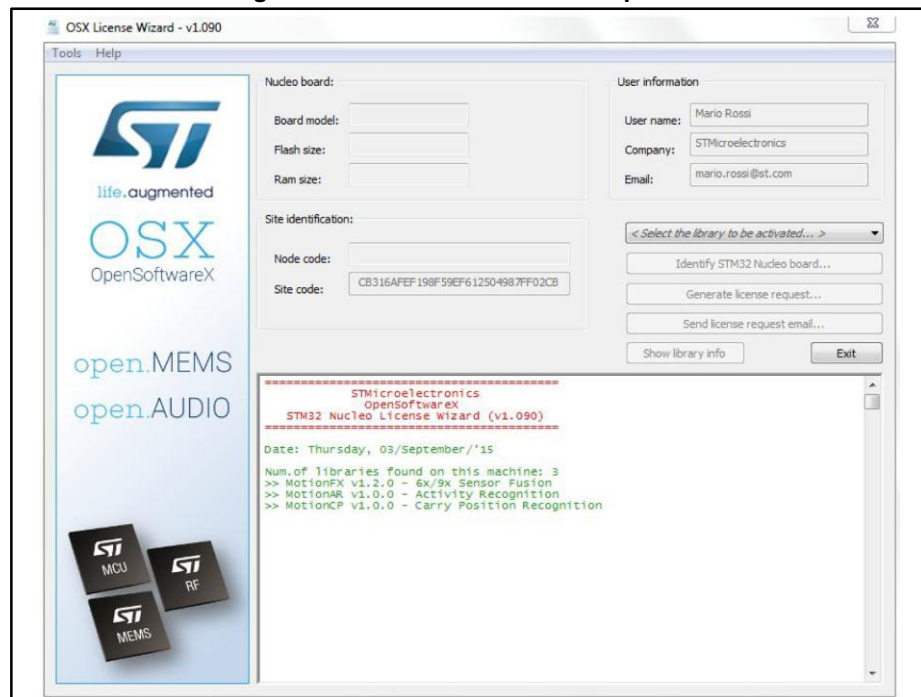 OSX License Wizard - v1.090
Tools Help
ST
life.augmented
OSX
OpenSoftwareX
open.MEMS
open.AUDIO
ST
MCU
ST
RF
ST
MEMS
Nucleo board:
Board model:
Flash size:
Ram size:
User information
User name: Mario Rossi
Company: STMicroelectronics
Email: mario.rossi@st.com
Site identification:
Node code:
Site code: CB316AFEF198F59EF612504987FF02CB
< Select the library to be activated... >
Identify STM32 Nucleo board...
Generate license request...
Send license request email...
Show library info
Exit
=========================================
STMicroelectronics
OpenSoftwareX
STM32 Nucleo License Wizard (v1.090)
=========================================
Date: Thursday, 03/September/'15
Num.of libraries found on this machine: 3
>> MotionFX v1.2.0 - 6x/9x Sensor Fusion
>> MotionAR v1.0.0 - Activity Recognition
>> MotionCP v1.0.0 - Carry Position Recognition